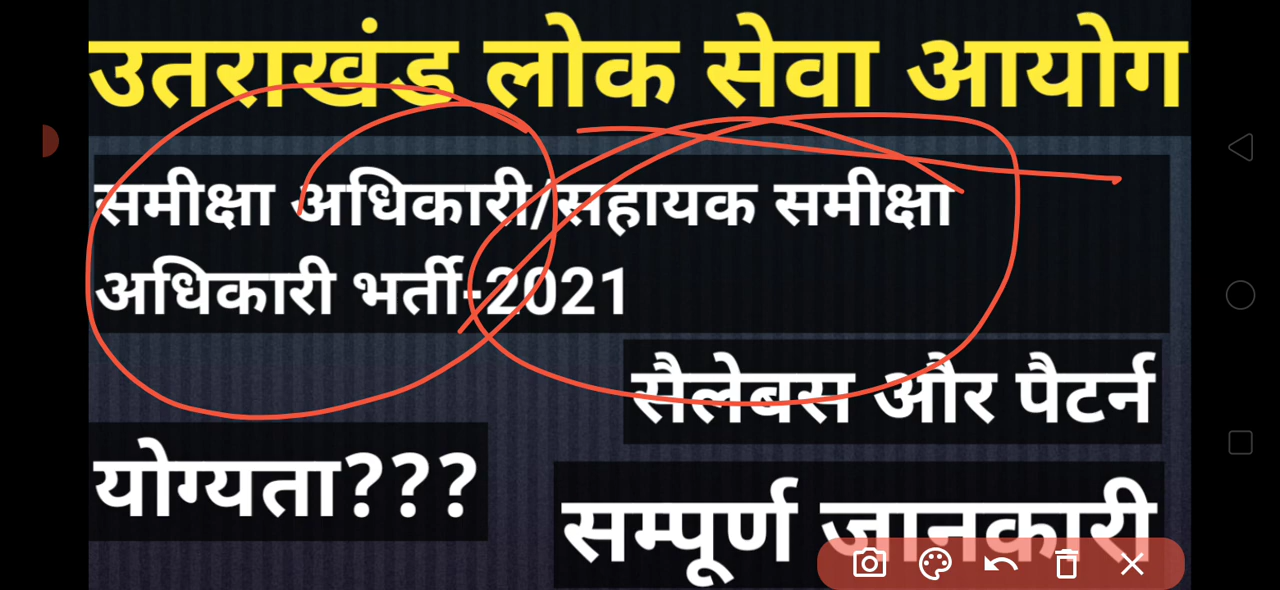 उतराखंड लोक सेवा आयोग
समीक्षा अधिकारी/सहायक समीक्षा
अधिकारी भर्ती-2021
सैलेबस और पैटर्न
योग्यता???
सम्पूर्ण जानकारी